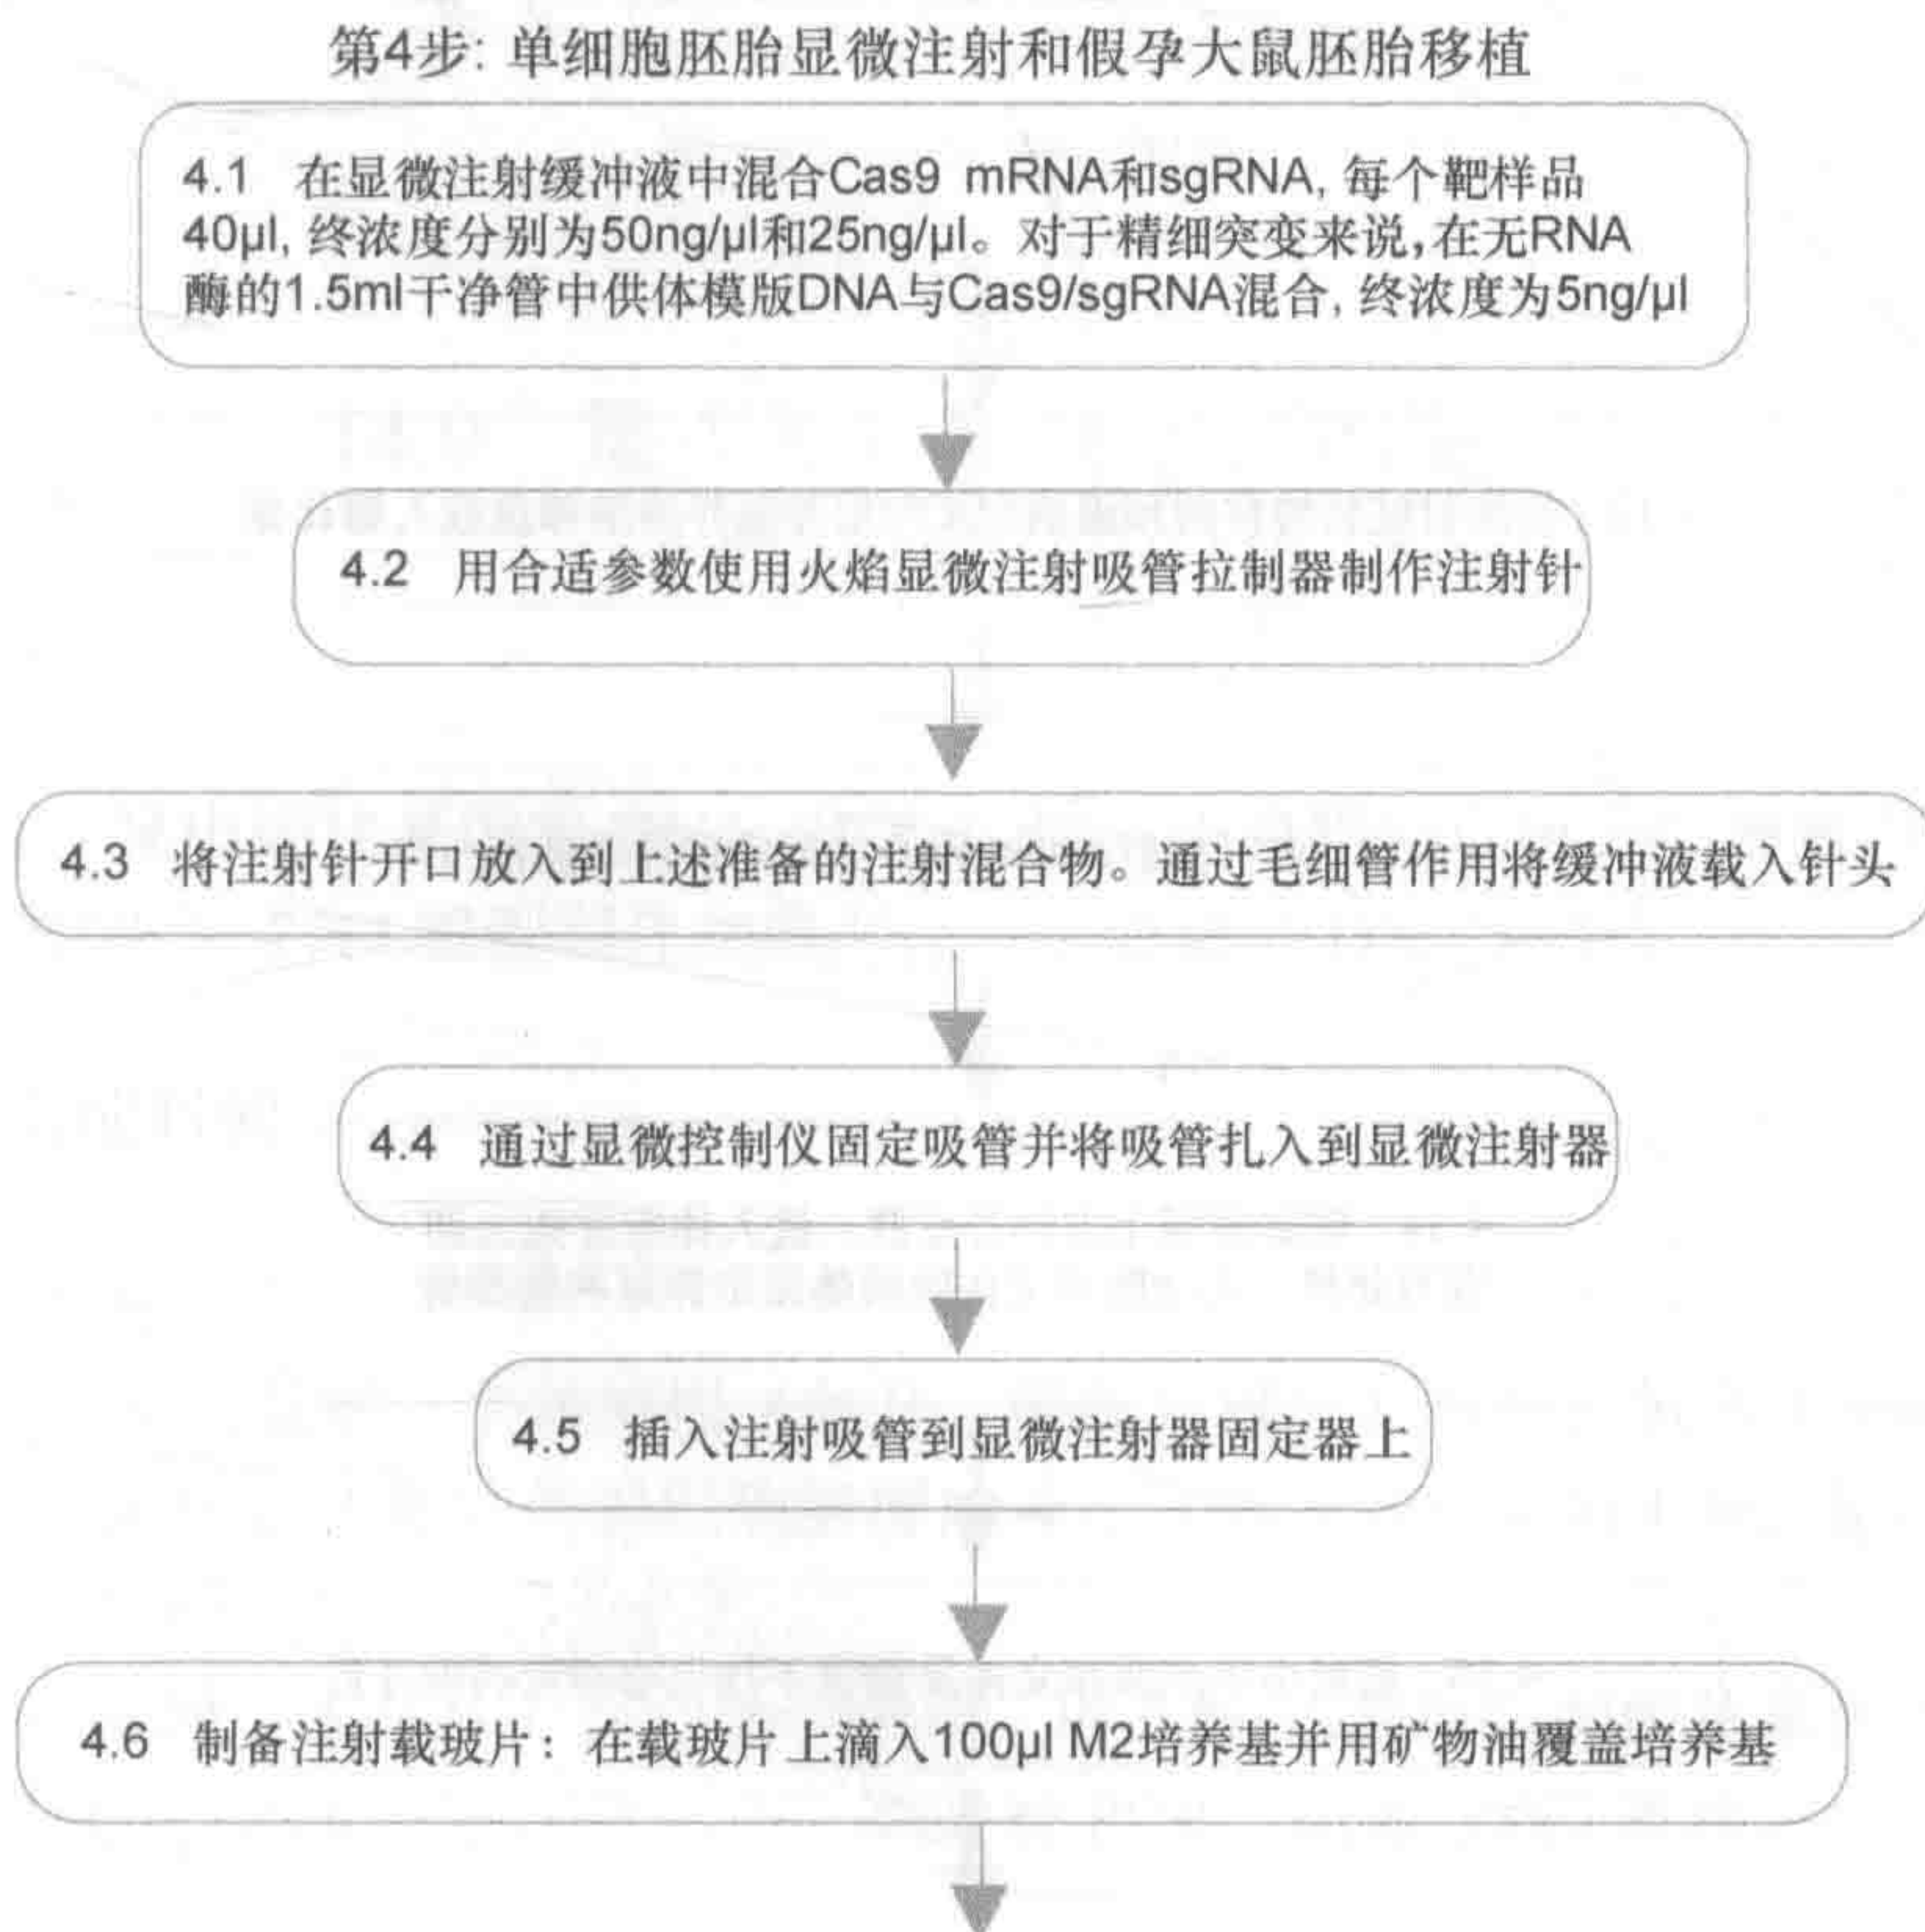 第4步: 单细胞胚胎显微注射和假孕大鼠胚胎移植
4.1 在显微注射缓冲液中混合Cas9 mRNA和sgRNA, 每个靶样品
40μl, 终浓度分别为50ng/μl和25ng/μl。对于精细突变来说,在无RNA
酶的1.5ml干净管中供体模版DNA与Cas9/sgRNA混合, 终浓度为5ng/μl
4.2 用合适参数使用火焰显微注射吸管拉制器制作注射针
4.3 将注射针开口放入到上述准备的注射混合物。通过毛细管作用将缓冲液载入针头
4.4 通过显微控制仪固定吸管并将吸管扎入到显微注射器
4.5 插入注射吸管到显微注射器固定器上
4.6 制备注射载玻片: 在载玻片上滴入100μl M2培养基并用矿物油覆盖培养基